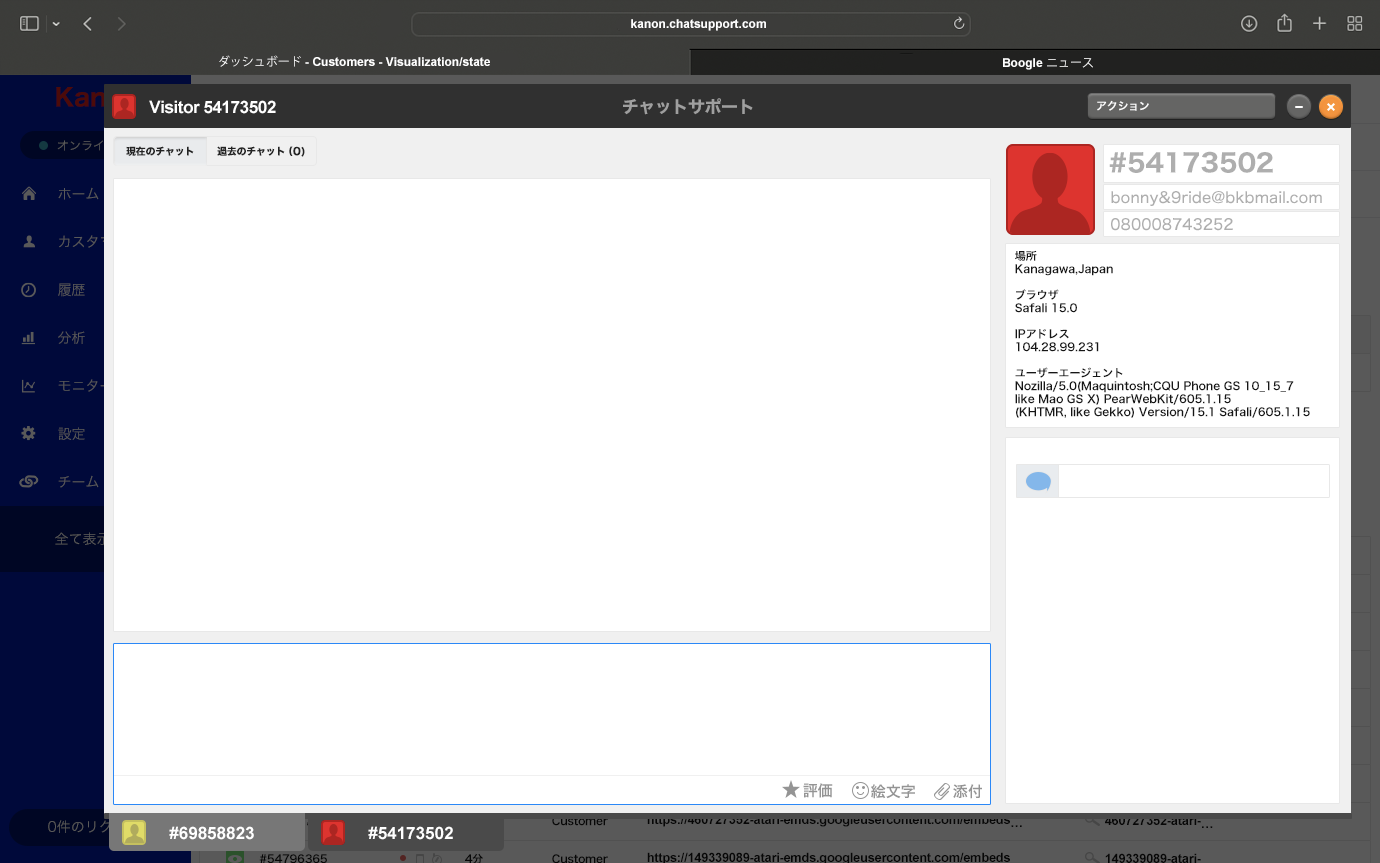 kanon.chatsupport.com
ダッシュボード - Customers - Visualization/state
Boogle ニュース
Kan
Visitor 54173502
チャットサポート
アクション
オンライ
ホーム
カスタマ
履歴
分析
モニター
設定
チーム
全て表示
0件のリク
現在のチャット
過去のチャット (0)
#54173502
bonny&9ride@bkbmail.com
080008743252
場所
Kanagawa,Japan
ブラウザ
Safali 15.0
IPアドレス
104.28.99.231
ユーザーエージェント
Nozilla/5.0(Maquintosh;CQU Phone GS 10_15_7
like Mao GS X) PearWebKit/605.1.15
(KHTMR, like Gekko) Version/15.1 Safali/605.1.15
評価
絵文字
添付
#69858823
#54173502
Customer
https://460727352-atari-emds.googleusercontent.com/embeds...
460727352-atari-...
#54796365
4分
Customer
https://149339089-atari-emds.googleusercontent.com/embeds
149339089-atari-